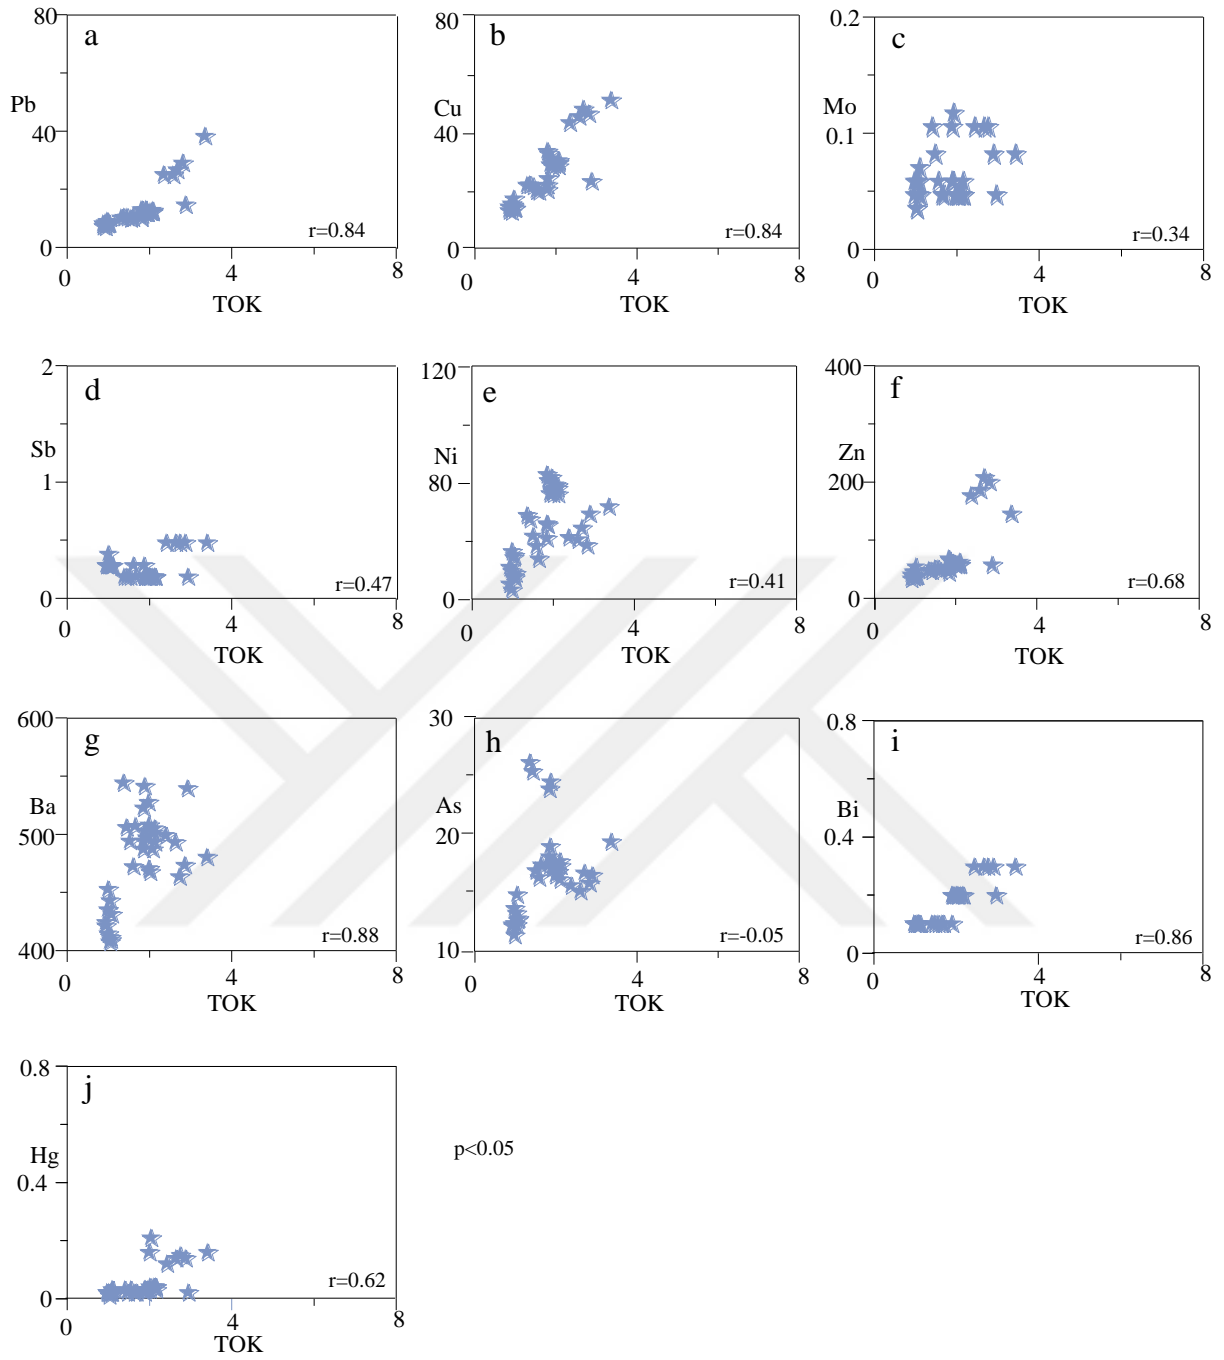 80
a
Pb
40
r=0.84
0
0
4
8
TOK
80
b
Cu
40
r=0.84
0
0
4
8
TOK
0.2
c
Mo
0.1
r=0.34
0
0
4
8
TOK
2
d
Sb
1
r=0.47
0
0
4
8
TOK
120
e
Ni
80
r=0.41
0
0
4
8
TOK
400
f
Zn
200
r=0.68
0
0
4
8
TOK
600
g
Ba
500
r=0.88
400
0
4
8
TOK
30
h
As
20
r=-0.05
10
0
4
8
TOK
0.8
i
Bi
0.4
r=0.86
0
0
4
8
TOK
0.8
j
Hg
0.4
r=0.62
0
0
4
8
TOK
p<0.05